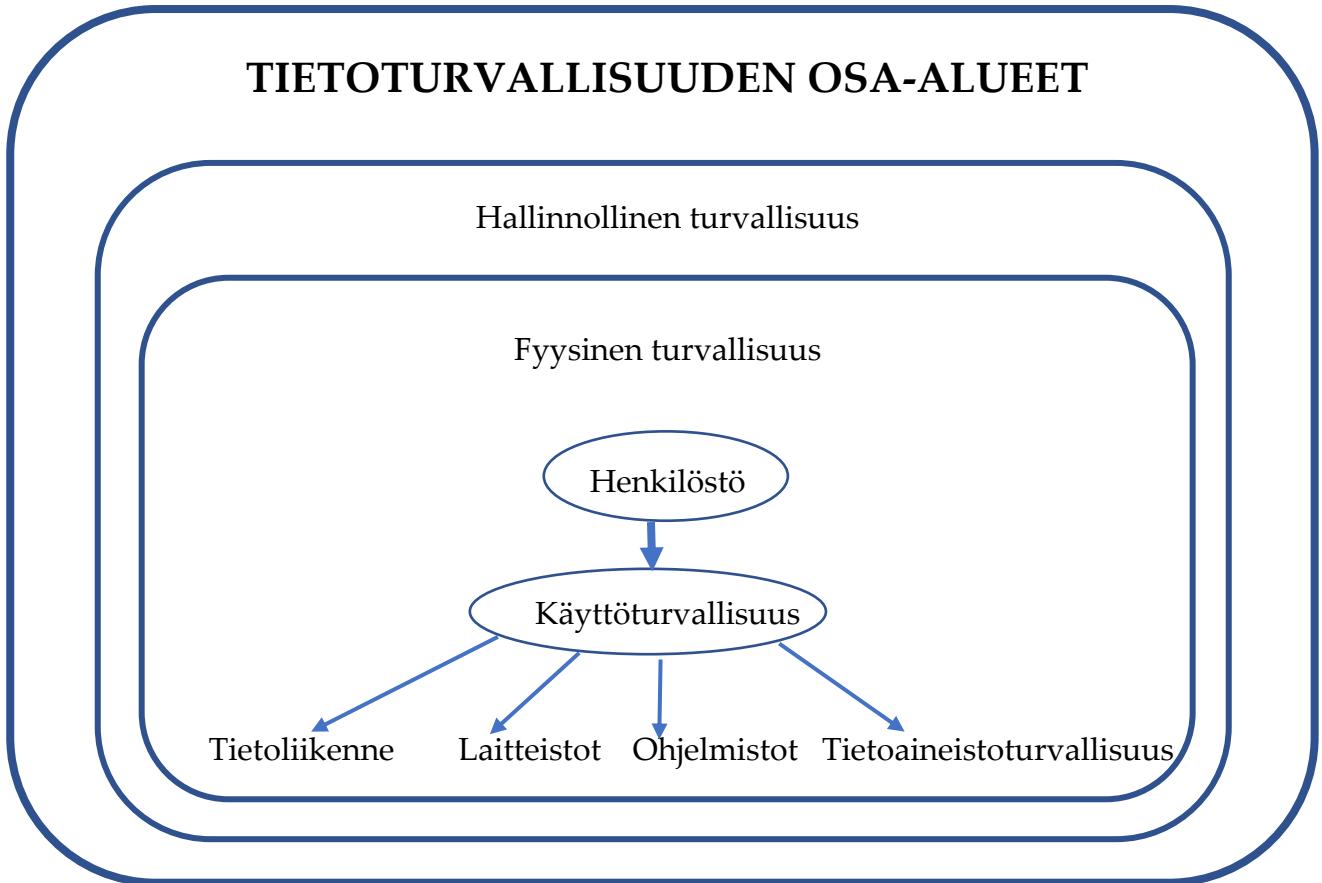 TIETOTURVALLISUUDEN OSA-ALUEET
Hallinnollinen turvallisuus
Fyysinen turvallisuus
Henkilöstö
Käyttöturvallisuus
Tietoliikenne Laitteistot Ohjelmistot Tietoaineistoturvallisuus